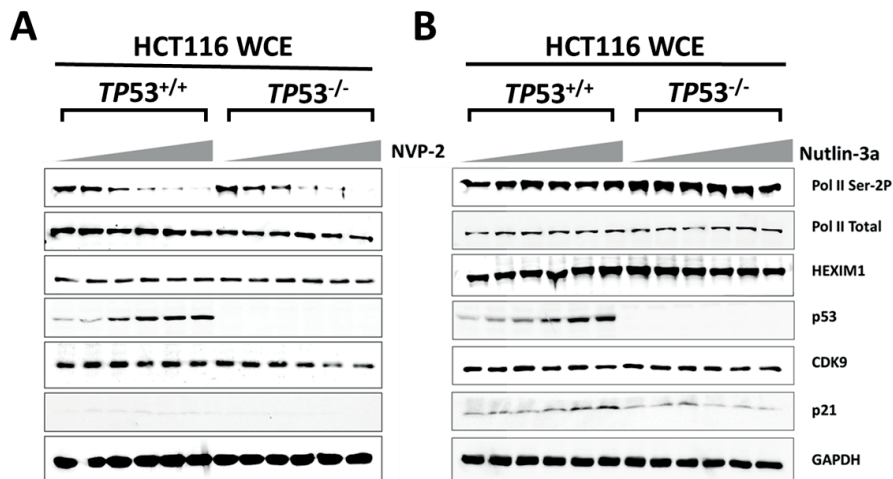 A
HCT116 WCE
TP53+/+
TP53-/-
NVP-2
B
HCT116 WCE
TP53+/+
TP53-/-
Nutlin-3a
Pol II Ser-2P
Pol II Total
HEXIM1
p53
CDK9
p21
GAPDH